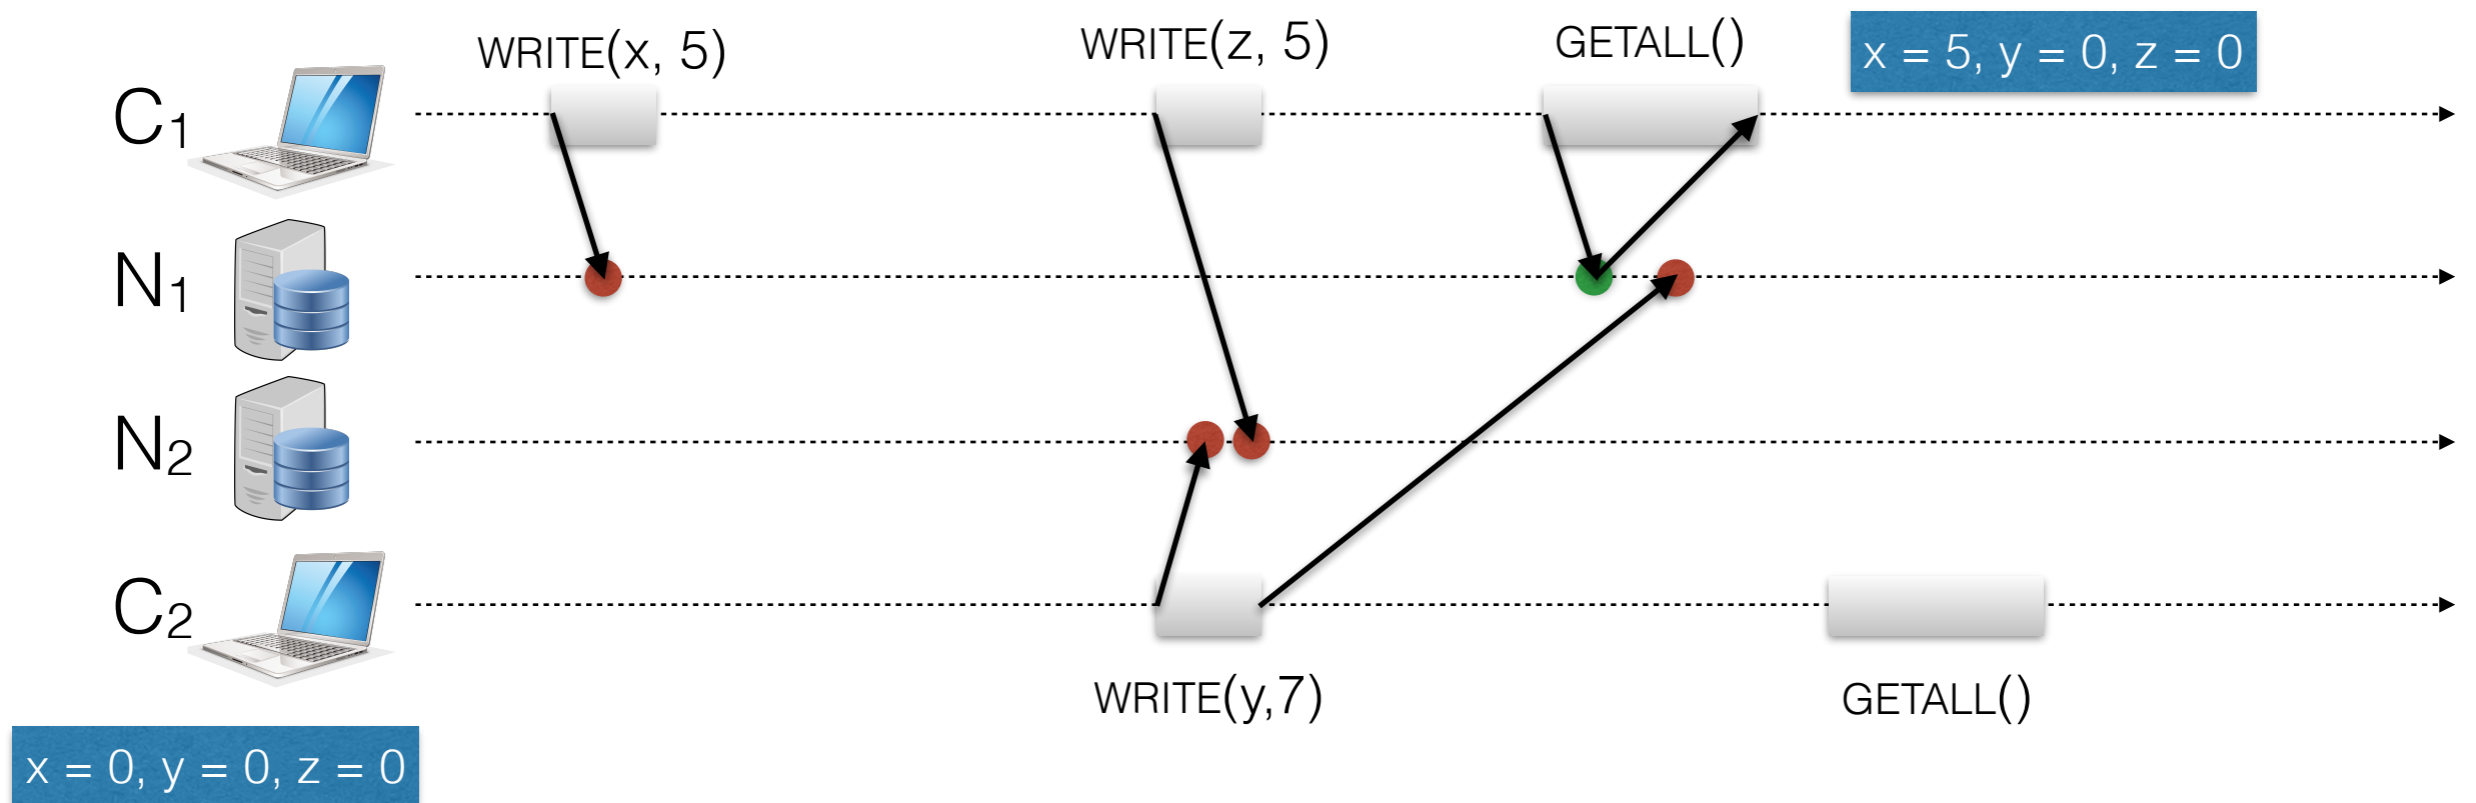 WRITE(x, 5)
WRITE(z, 5)
GETALL()
x = 5, y = 0, z = 0
C1
N1
N2
C2
WRITE(y,7)
GETALL()
x = 0, y = 0, z = 0